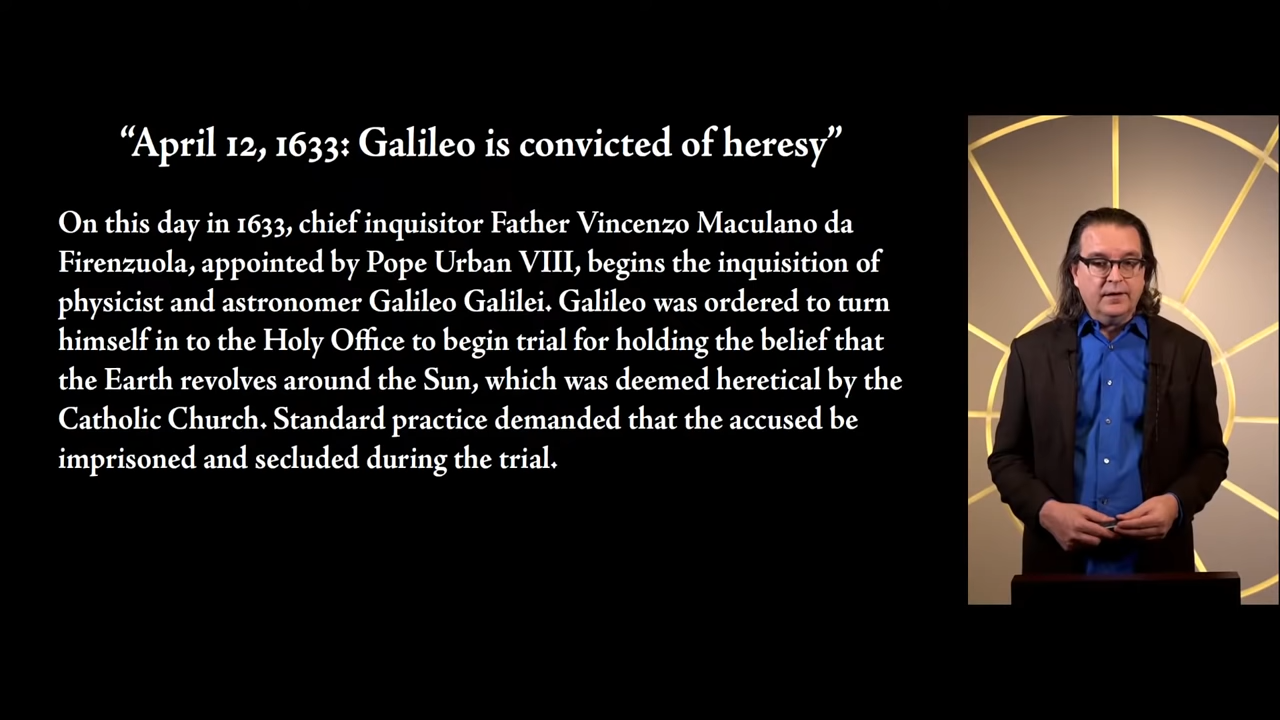 “April 12, 1633: Galileo is convicted of heresy”
On this day in 1633, chief inquisitor Father Vincenzo Maculano da
Firenzuola, appointed by Pope Urban VIII, begins the inquisition of
physicist and astronomer Galileo Galilei. Galileo was ordered to turn
himself in to the Holy Office to begin trial for holding the belief that
the Earth revolves around the Sun, which was deemed heretical by the
Catholic Church. Standard practice demanded that the accused be
imprisoned and secluded during the trial.